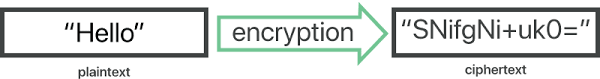 “Hello”
encryption
“SNifgNi+uk0=”
plaintext
ciphertext